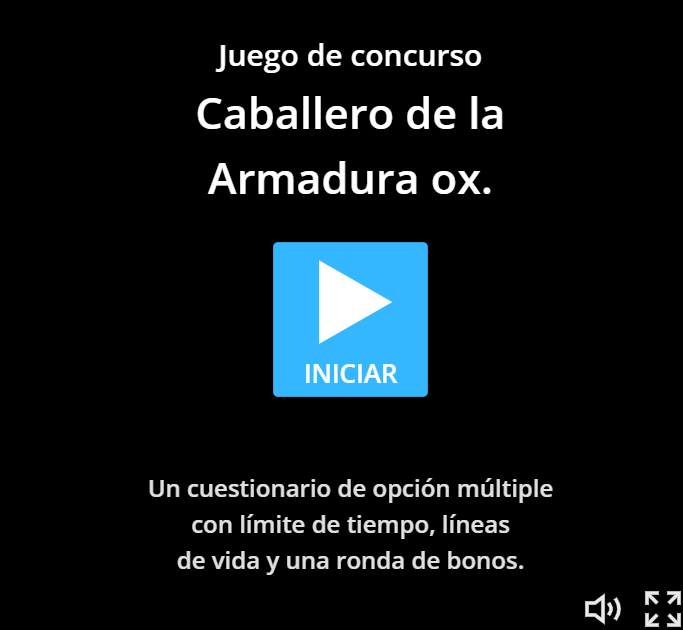 Juego de concurso
Caballero de la
Armadura ox.
INICIAR
Un cuestionario de opción múltiple
con límite de tiempo, líneas
de vida y una ronda de bonos.